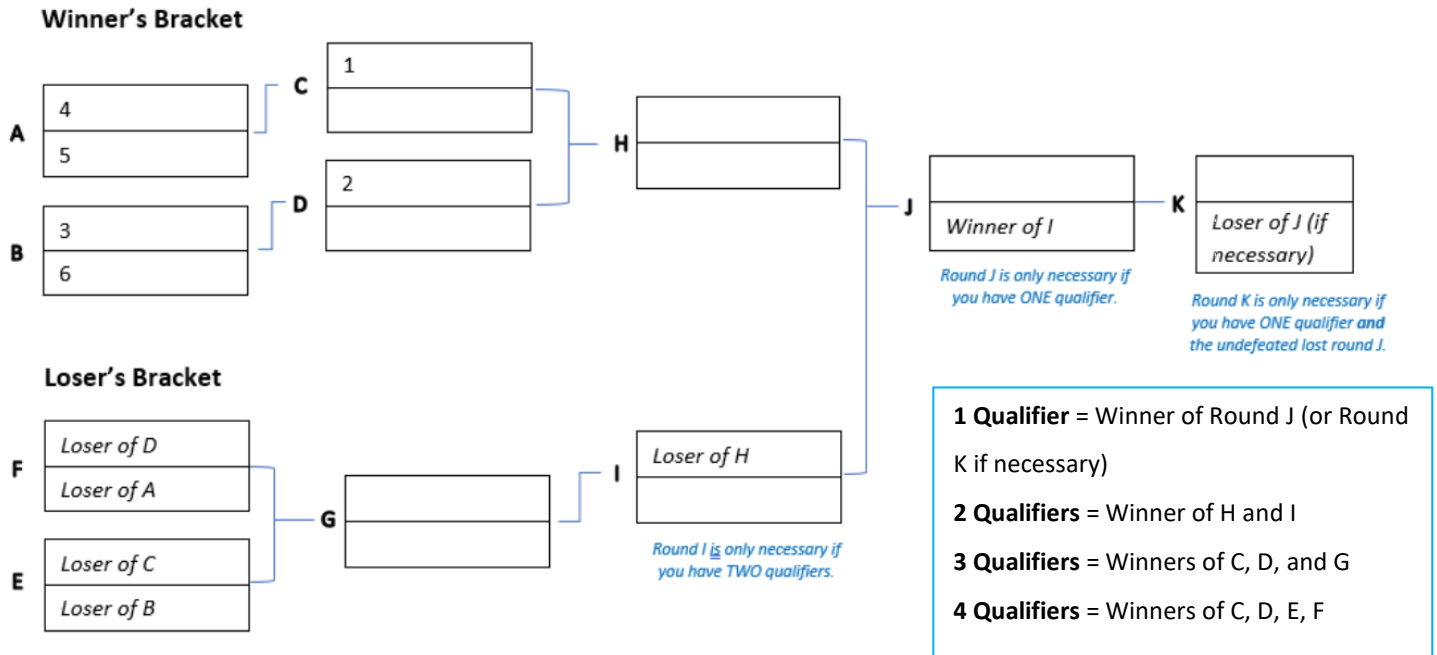 Winner's Bracket
A
4
5
B
3
6
C
1
D
2
H
J
Winner of I
Round J is only necessary if
you have ONE qualifier.
K
Loser of J (if
necessary)
Round K is only necessary if
you have ONE qualifier and
the undefeated lost round J.
Loser's Bracket
F
Loser of D
Loser of A
E
Loser of C
Loser of B
G
I
Loser of H
Round I is only necessary if
you have TWO qualifiers.
1 Qualifier = Winner of Round J (or Round
K if necessary)
2 Qualifiers = Winner of H and I
3 Qualifiers = Winners of C, D, and G
4 Qualifiers = Winners of C, D, E, F